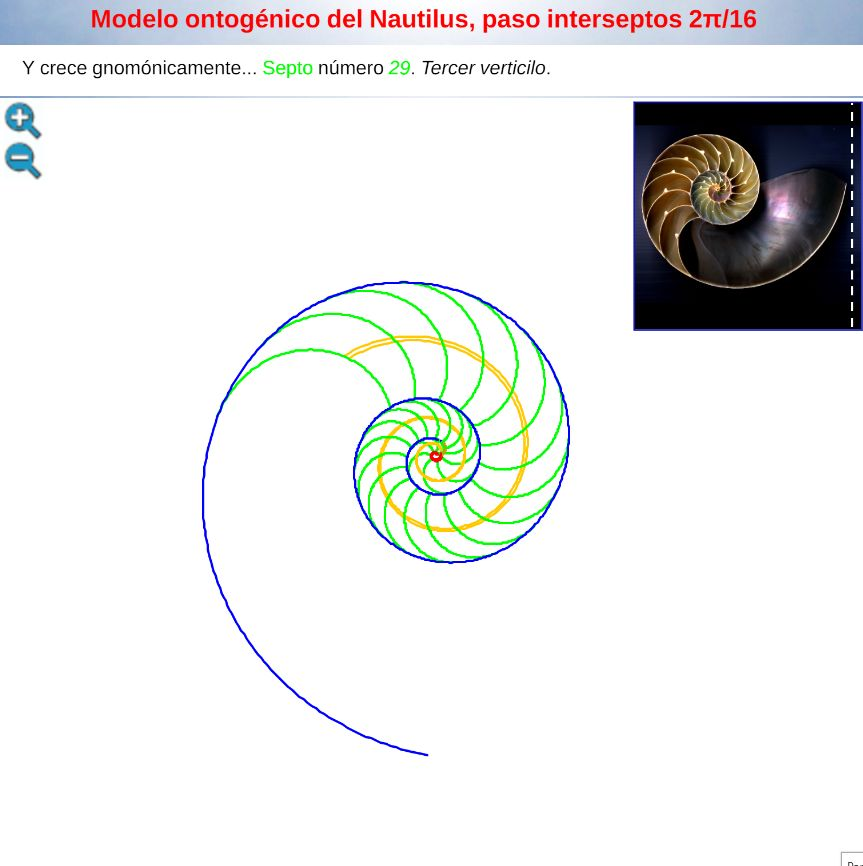 Modelo ontogénico del Nautilus, paso interseptos 2π/16
Y crece gnomónicamente... Septo número 29. Tercer verticilo.